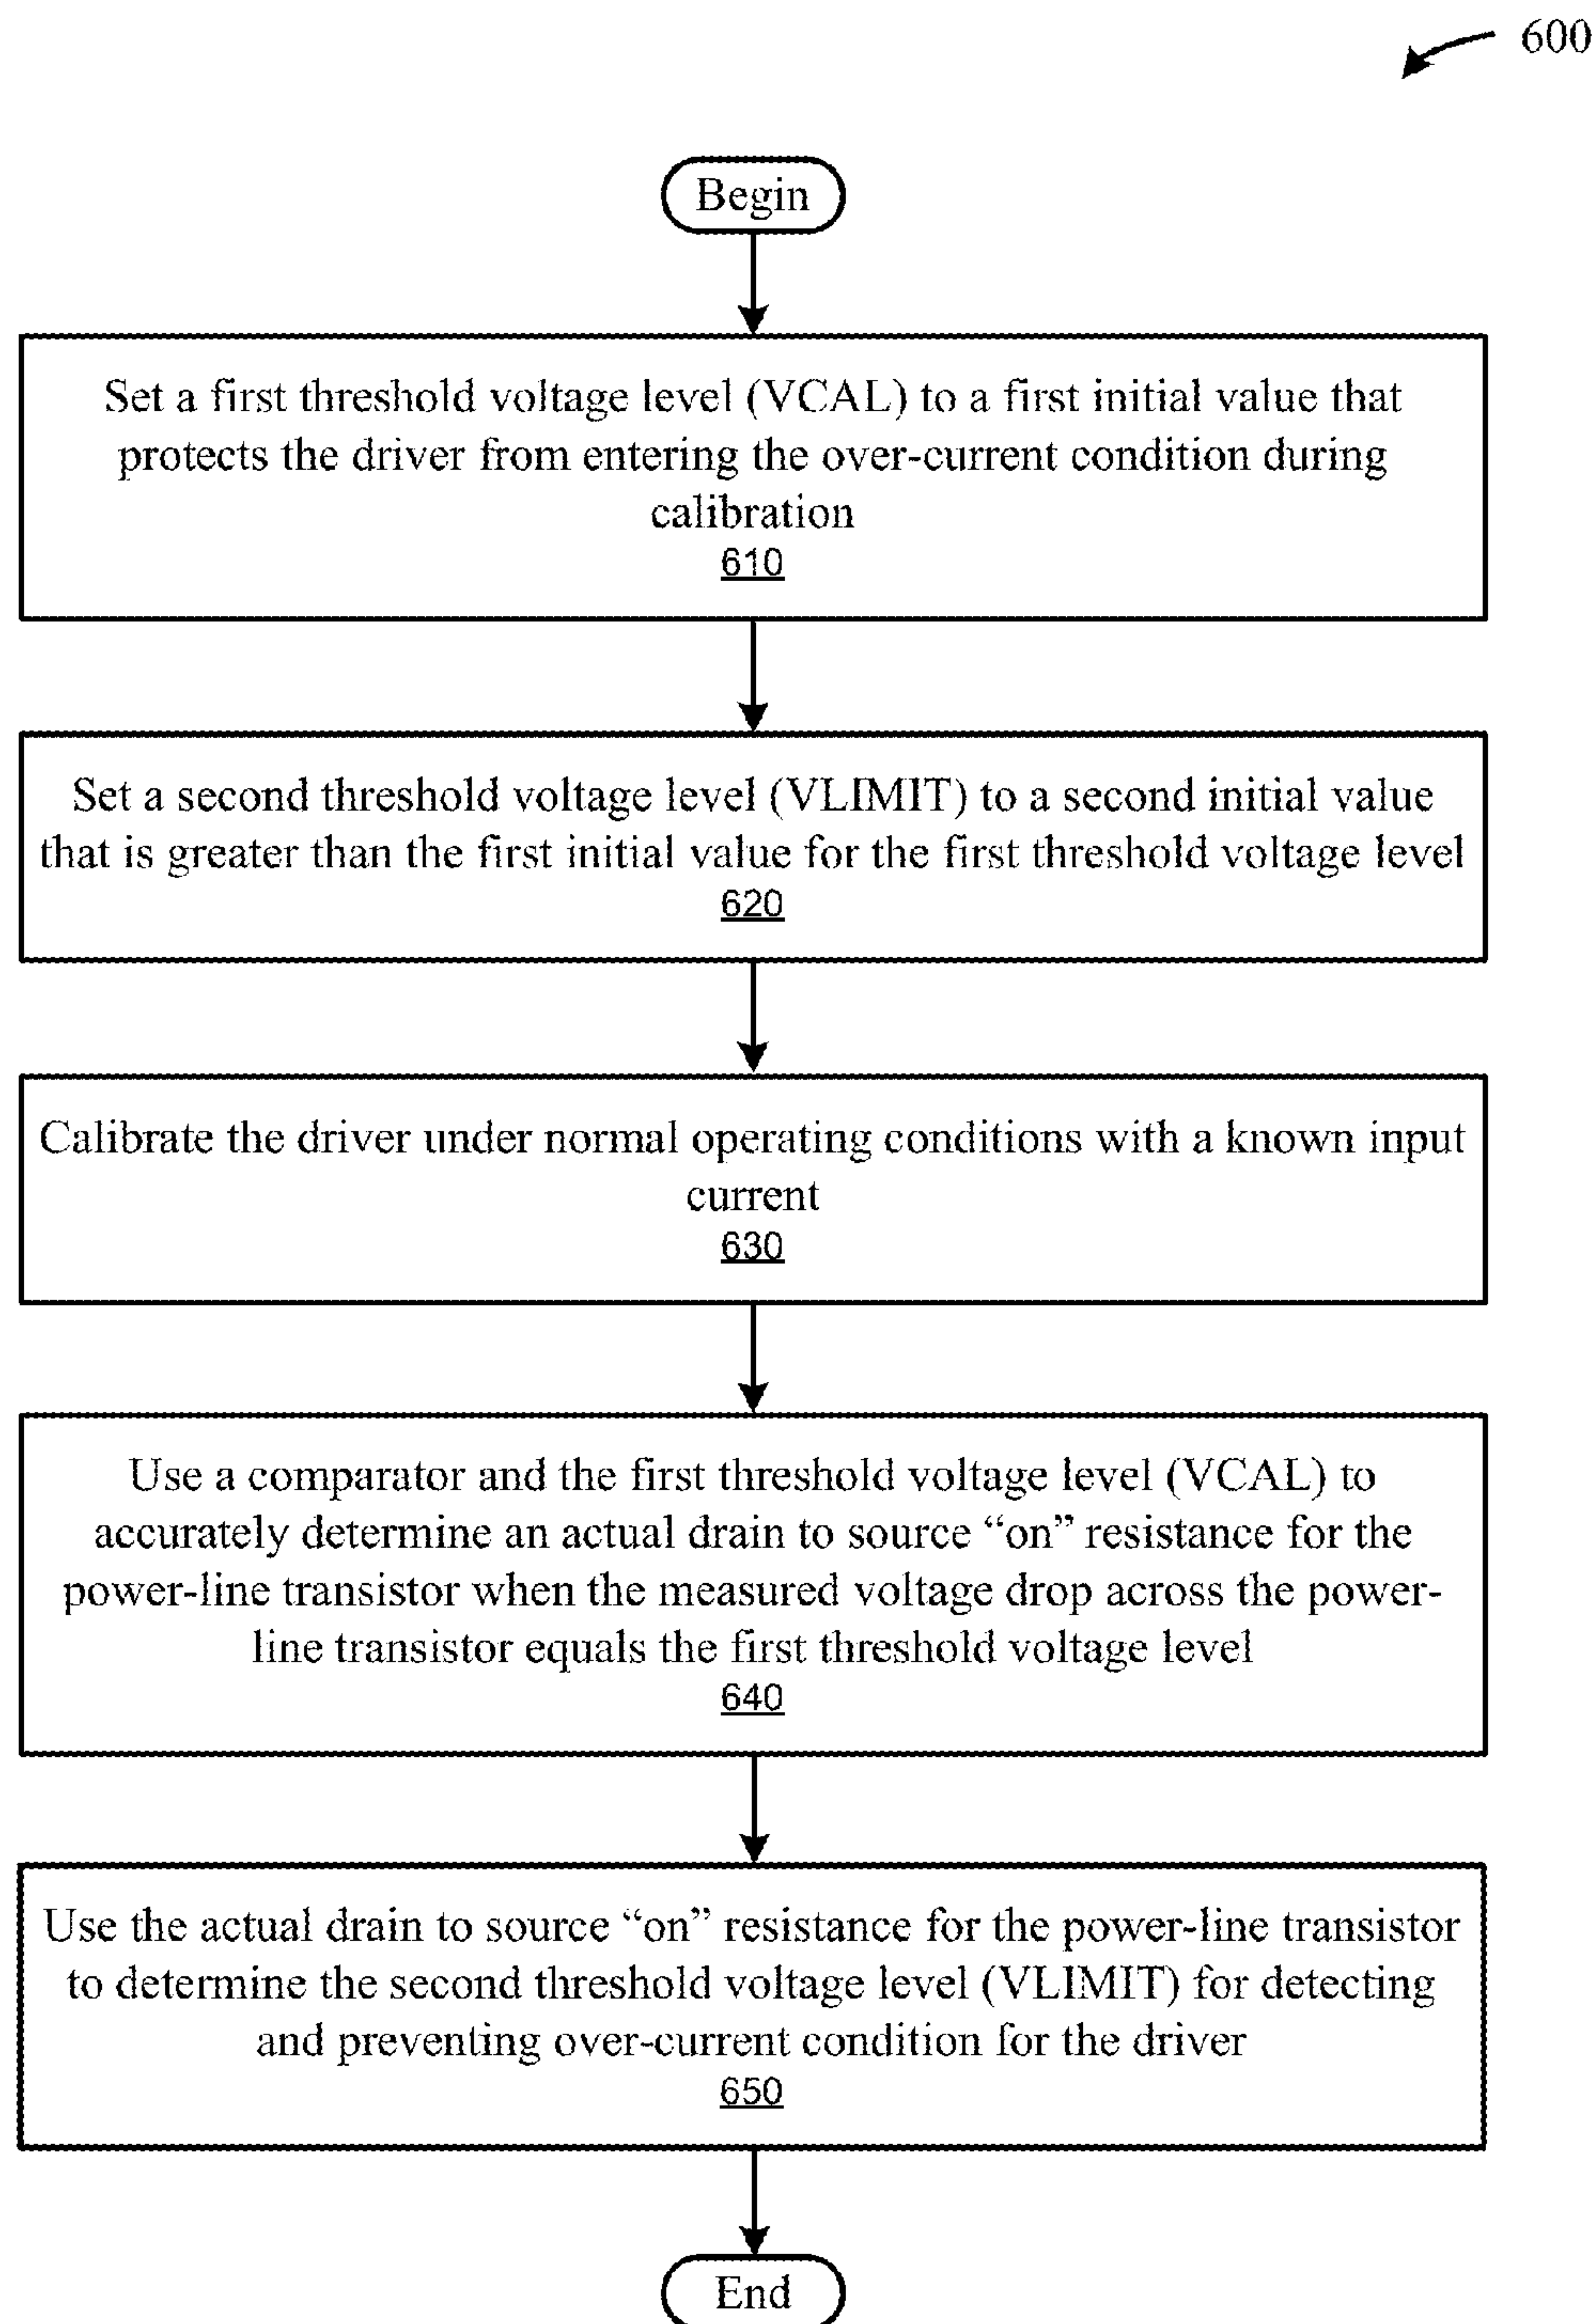 600
Begin
Set a first threshold voltage level (VCAL) to a first initial value that
protects the driver from entering the over-current condition during
calibration
610
Set a second threshold voltage level (VLIMIT) to a second initial value
that is greater than the first initial value for the first threshold voltage level
620
Calibrate the driver under normal operating conditions with a known input
current
630
Use a comparator and the first threshold voltage level (VCAL) to
accurately determine an actual drain to source “on” resistance for the
power-line transistor when the measured voltage drop across the power-
line transistor equals the first threshold voltage level
640
Use the actual drain to source “on” resistance for the power-line transistor
to determine the second threshold voltage level (VLIMIT) for detecting
and preventing over-current condition for the driver
650
End